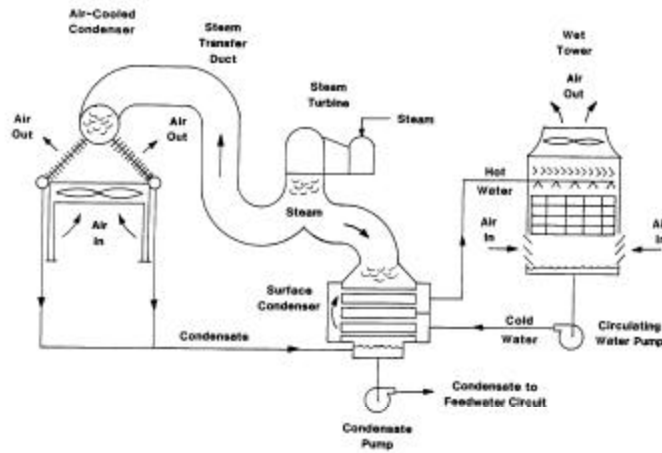 Air-Cooled
Condenser
Steam
Transfer
Duct
Wet
Tower
Air
Out
Steam
Turbine
Steam
Air
Out
Air
Out
Hot
Water
Steam
Air
In
Air
In
Air
In
Surface
Condenser
Condensate
Cold
Water
Circulating
Water Pump
Condensate to
Feedwater Circuit
Condensate
Pump